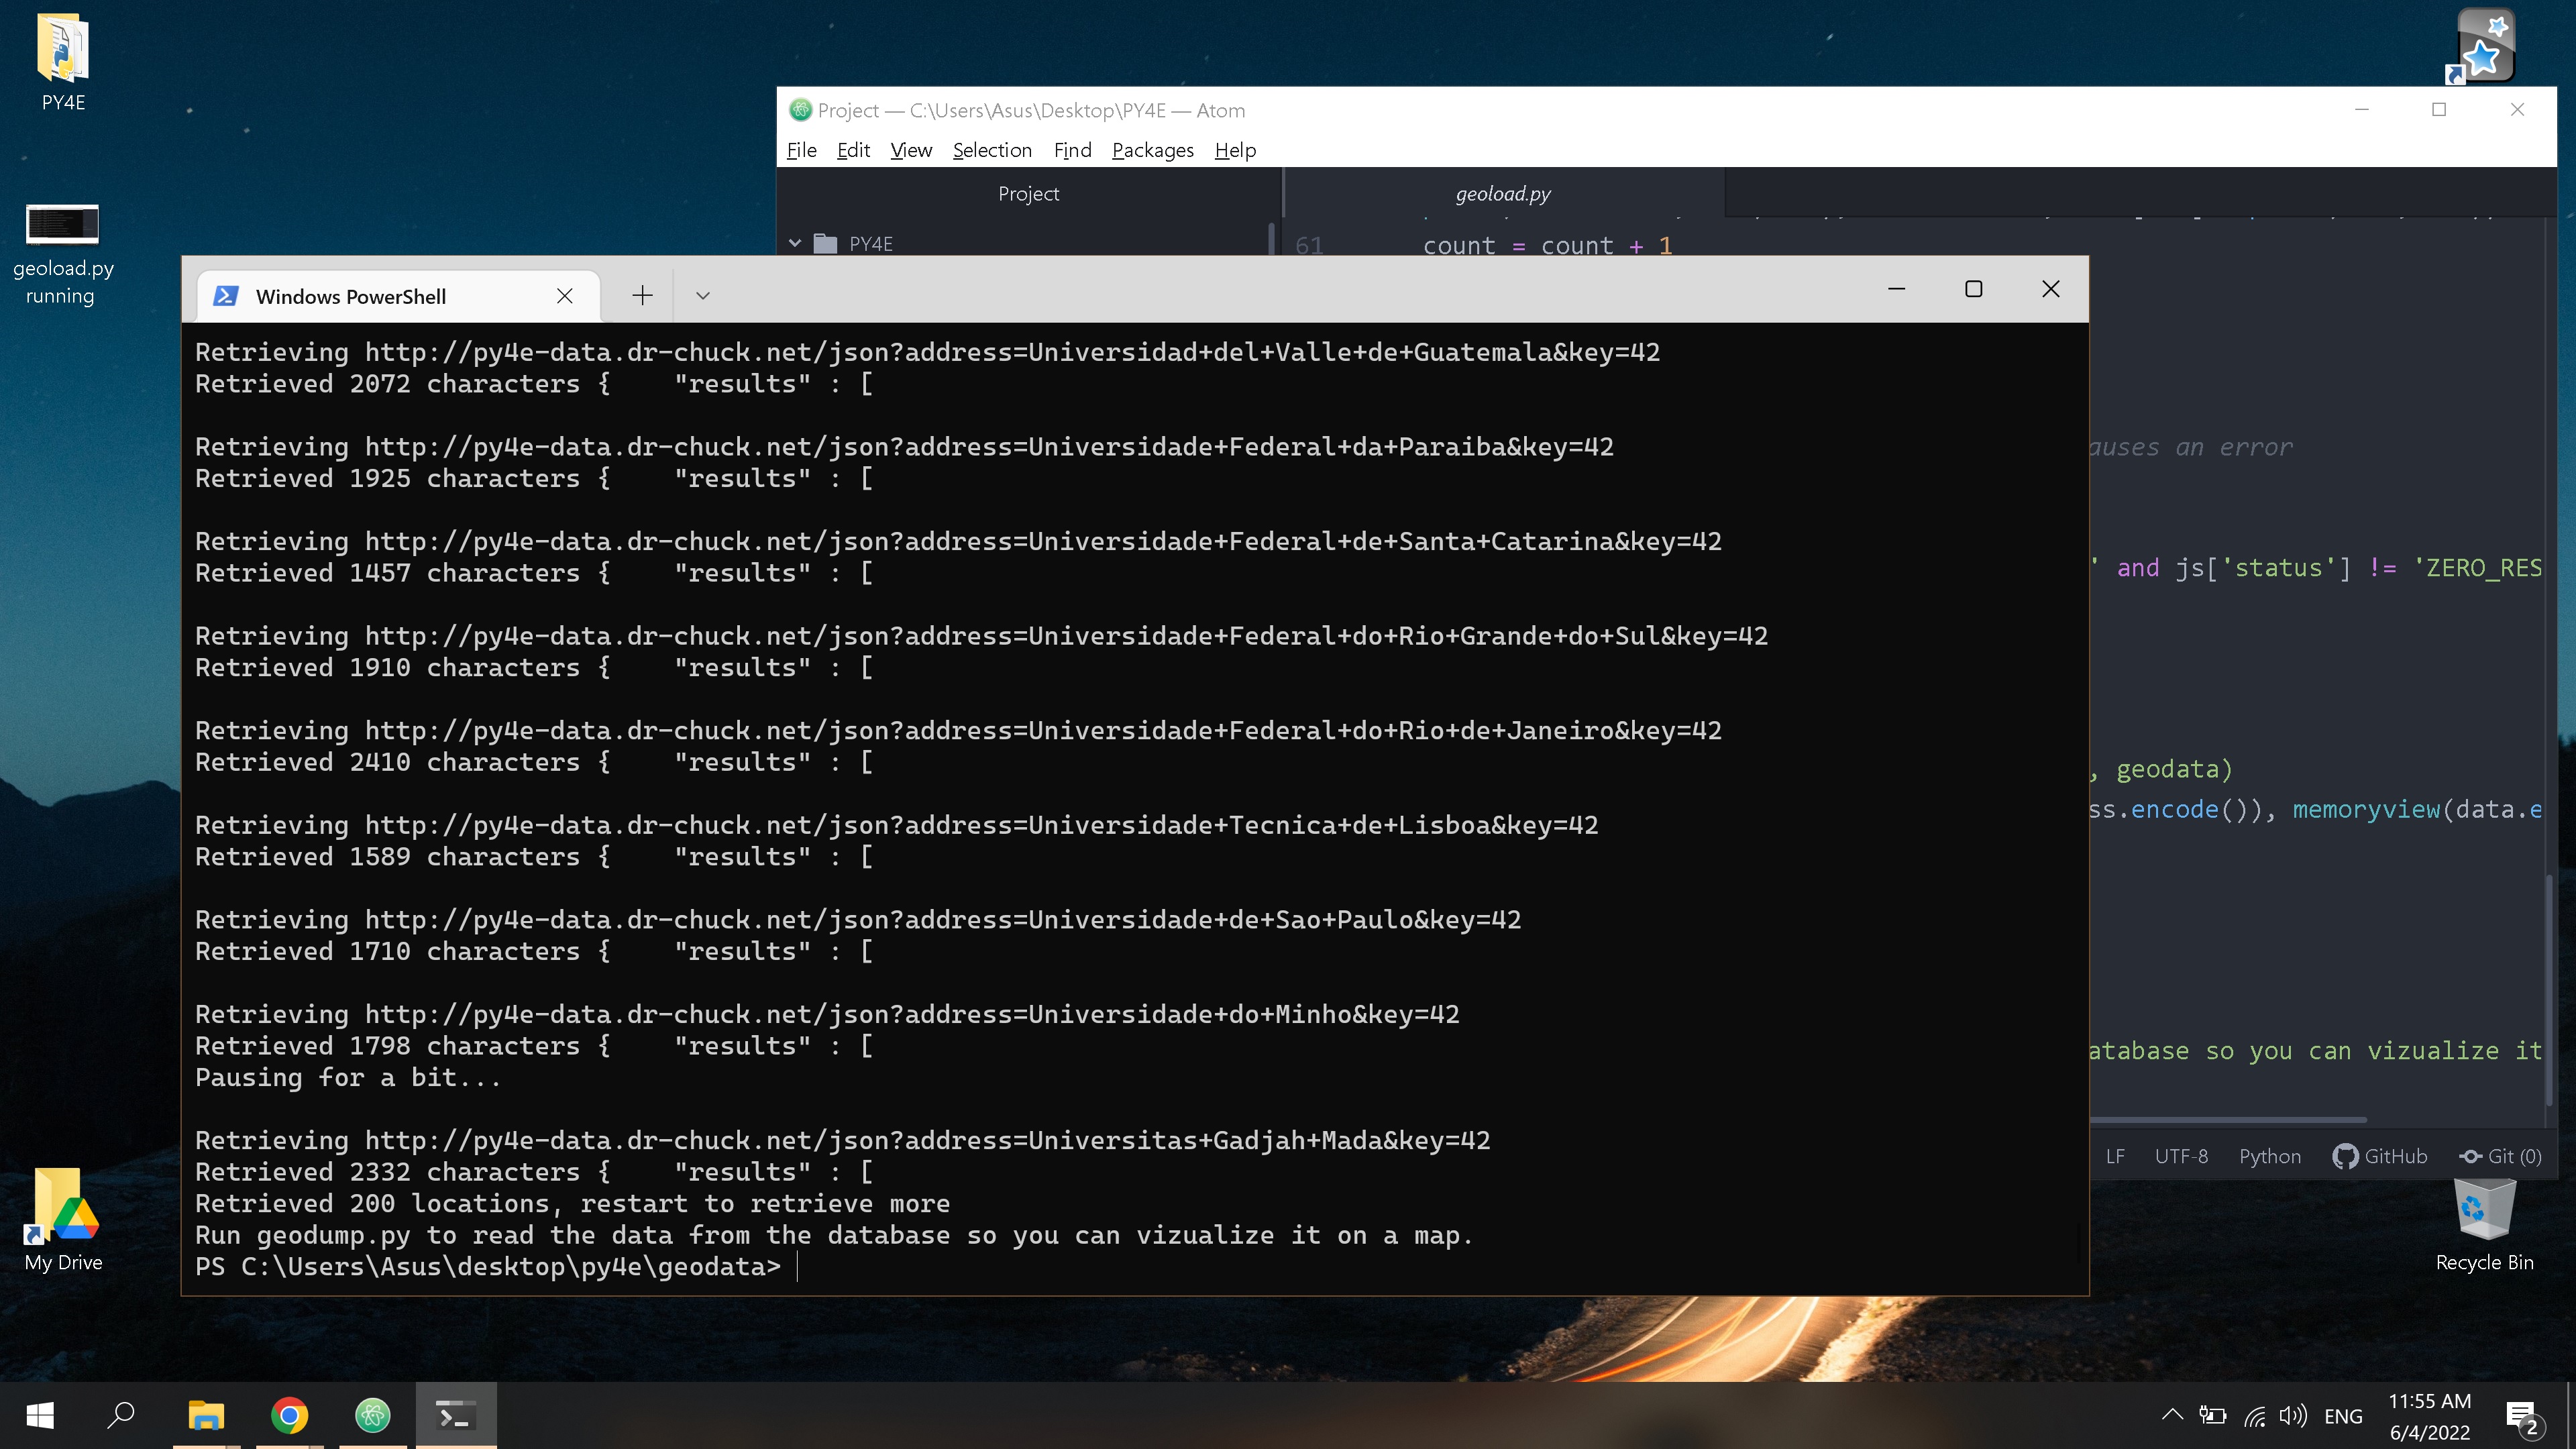 PY4E
geoload.py
running
Project — C:\Users\Asus\Desktop\PY4E — Atom
File Edit View Selection Find Packages Help
Project
geoload.py
PY4E
61 count = count + 1
Windows PowerShell
Retrieving http://py4e-data.dr-chuck.net/json?address=Universidad+del+Valle+de+Guatemala&key=42
Retrieved 2072 characters {    "results" : [
Retrieving http://py4e-data.dr-chuck.net/json?address=Universidade+Federal+da+Paraiba&key=42
Retrieved 1925 characters {    "results" : [
Retrieving http://py4e-data.dr-chuck.net/json?address=Universidade+Federal+de+Santa+Catarina&key=42
Retrieved 1457 characters {    "results" : [
Retrieving http://py4e-data.dr-chuck.net/json?address=Universidade+Federal+do+Rio+Grande+do+Sul&key=42
Retrieved 1910 characters {    "results" : [
Retrieving http://py4e-data.dr-chuck.net/json?address=Universidade+Federal+do+Rio+de+Janeiro&key=42
Retrieved 2410 characters {    "results" : [
Retrieving http://py4e-data.dr-chuck.net/json?address=Universidade+Tecnica+de+Lisboa&key=42
Retrieved 1589 characters {    "results" : [
Retrieving http://py4e-data.dr-chuck.net/json?address=Universidade+de+Sao+Paulo&key=42
Retrieved 1710 characters {    "results" : [
Retrieving http://py4e-data.dr-chuck.net/json?address=Universidade+do+Minho&key=42
Retrieved 1798 characters {    "results" : [
Pausing for a bit...
Retrieving http://py4e-data.dr-chuck.net/json?address=Universitas+Gadjah+Mada&key=42
Retrieved 2332 characters {    "results" : [
Retrieved 200 locations, restart to retrieve more
Run geodump.py to read the data from the database so you can vizualize it on a map.
PS C:\Users\Asus\desktop\py4e\geodata>
auses an error
' and js['status'] != 'ZERO_RES
, geodata)
ss.encode()), memoryview(data.e
atabase so you can vizualize it
LF UTF-8 Python GitHub Git (0)
My Drive
Recycle Bin
ENG
11:55 AM
6/4/2022
2